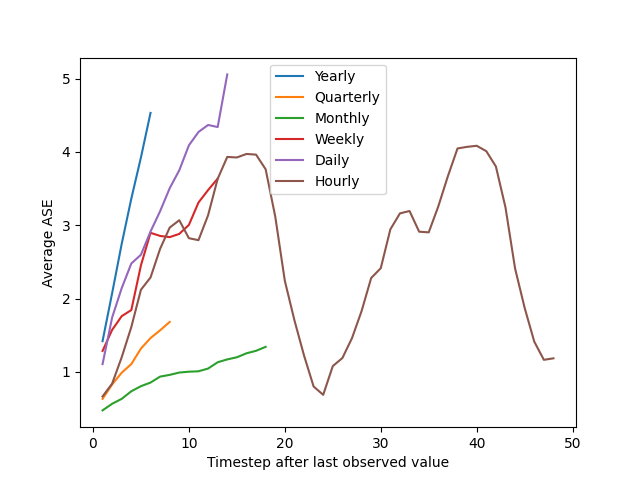 Yearly
Quarterly
Monthly
Weekly
Daily
Hourly
5
4
3
2
1
Average ASE
0 10 20 30 40 50
Timestep after last observed value